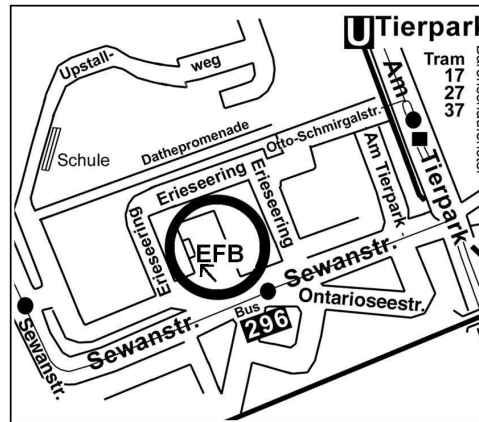 U Tierpark
Tram
17
27
37
Am Tierpark
Upstall-
weg
Schule
Dathepromenade
Otto-Schmirgalstr.
Erieseering
Erieseering
Erieseering
Am Tierpark
EFB
Sewanstr.
Sewanstr.
Sewanstr.
Ontarioseestr.
Bus
296